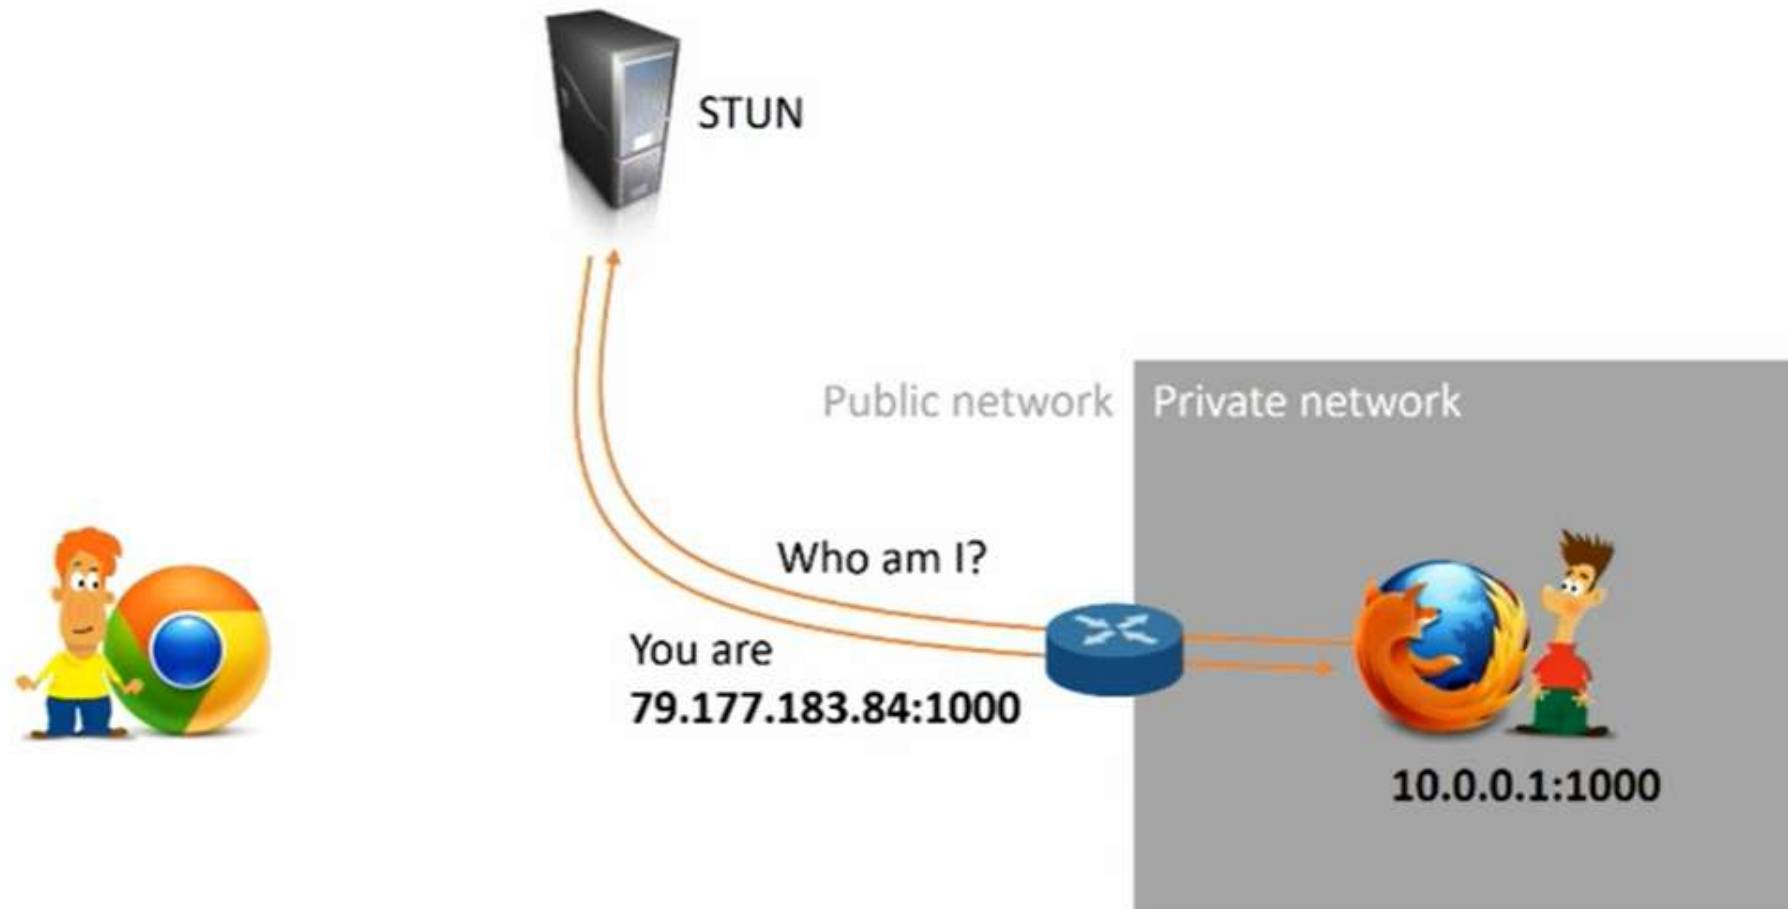 STUN
Public network
Private network
Who am I?
You are
79.177.183.84:1000
10.0.0.1:1000